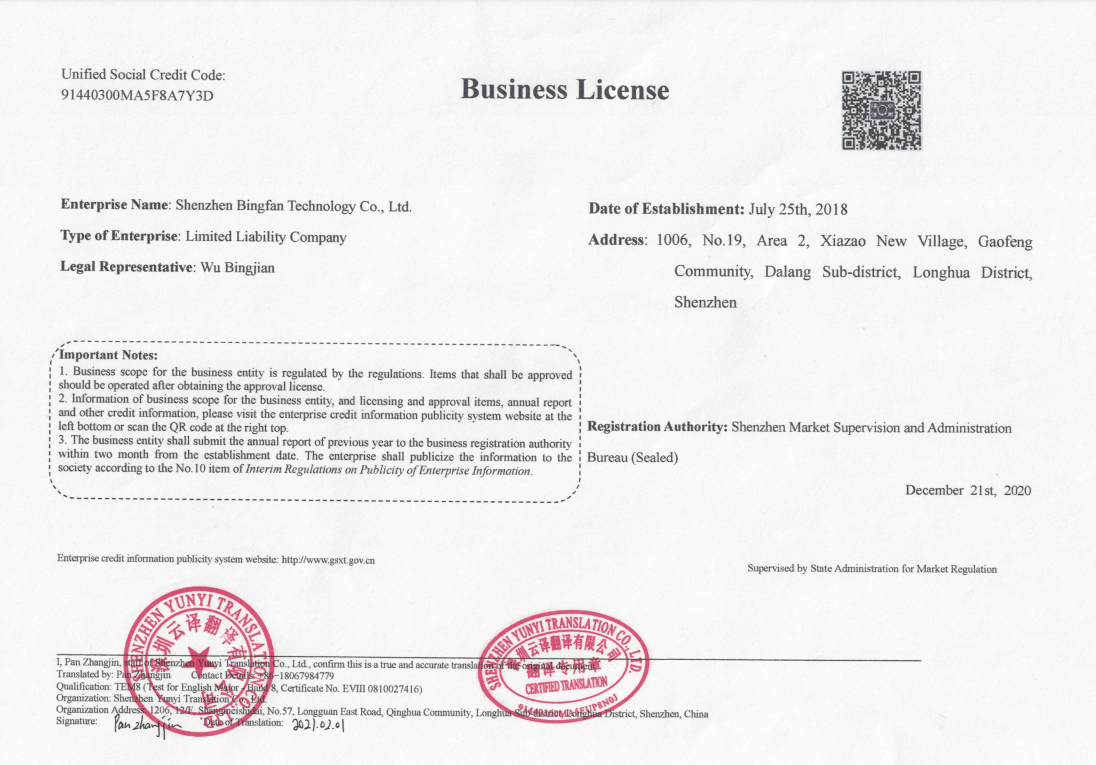 Unified Social Credit Code:
91440300MA5F8A7Y3D
Business License
Enterprise Name: Shenzhen Bingfan Technology Co., Ltd.
Type of Enterprise: Limited Liability Company
Legal Representative: Wu Bingjian
Date of Establishment: July 25th, 2018
Address: 1006, No.19, Area 2, Xiazao New Village, Gaofeng
Community, Dalang Sub-district, Longhua District,
Shenzhen
Important Notes:
1. Business scope for the business entity is regulated by the regulations. Items that shall be approved
should be operated after obtaining the approval license.
2. Information of business scope for the business entity, and licensing and approval items, annual report
and other credit information, please visit the enterprise credit information publicity system website at the
left bottom or scan the QR code at the right top.
3. The business entity shall submit the annual report of previous year to the business registration authority
within two month from the establishment date. The enterprise shall publicize the information to the
society according to the No.10 item of Interim Regulations on Publicity of Enterprise Information.
Registration Authority: Shenzhen Market Supervision and Administration
Bureau (Sealed)
December 21st, 2020
Enterprise credit information publicity system website: http://www.gsxt.gov.cn
Supervised by State Administration for Market Regulation
I, Pan Zhangjin, staff of Shenzhen Yunyi Translation Co., Ltd., confirm this is a true and accurate translation of the original document.
Translated by: Pan Zhangjin Contact Details: +86-18067984779
Qualification: TEM8 (Test for English Major - Band 8, Certificate No. EVIII 0810027416)
Organization: Shenzhen Yunyi Translation Co., Ltd.
Organization Address: 1206, 12/F, Shangmeishidai, No.57, Longguan East Road, Qinghua Community, Longhua Sub-district, Longhua District, Shenzhen, China
Signature: Pan zhangjin Date of Translation: 2021.02.01
SHENZHEN YUNYI TRANSLATION CO., LTD.
深圳云译翻译有限公司
SHENZHEN YUNYI TRANSLATION CO., LTD.
深圳云译翻译有限公司
翻译专用章
CERTIFIED TRANSLATION